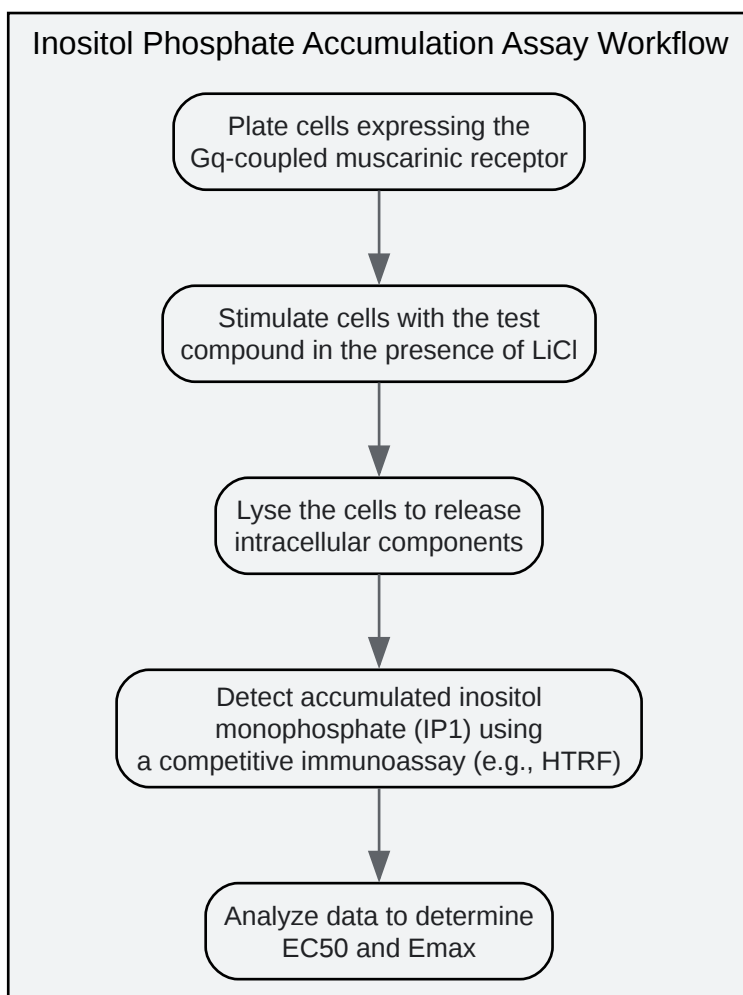 Inositol Phosphate Accumulation Assay Workflow
Plate cells expressing the
Gq-coupled muscarinic receptor
Stimulate cells with the test
compound in the presence of LiCl
Lyse the cells to release
intracellular components
Detect accumulated inositol
monophosphate (IP1) using
a competitive immunoassay (e.g., HTRF)
Analyze data to determine
EC50 and Emax